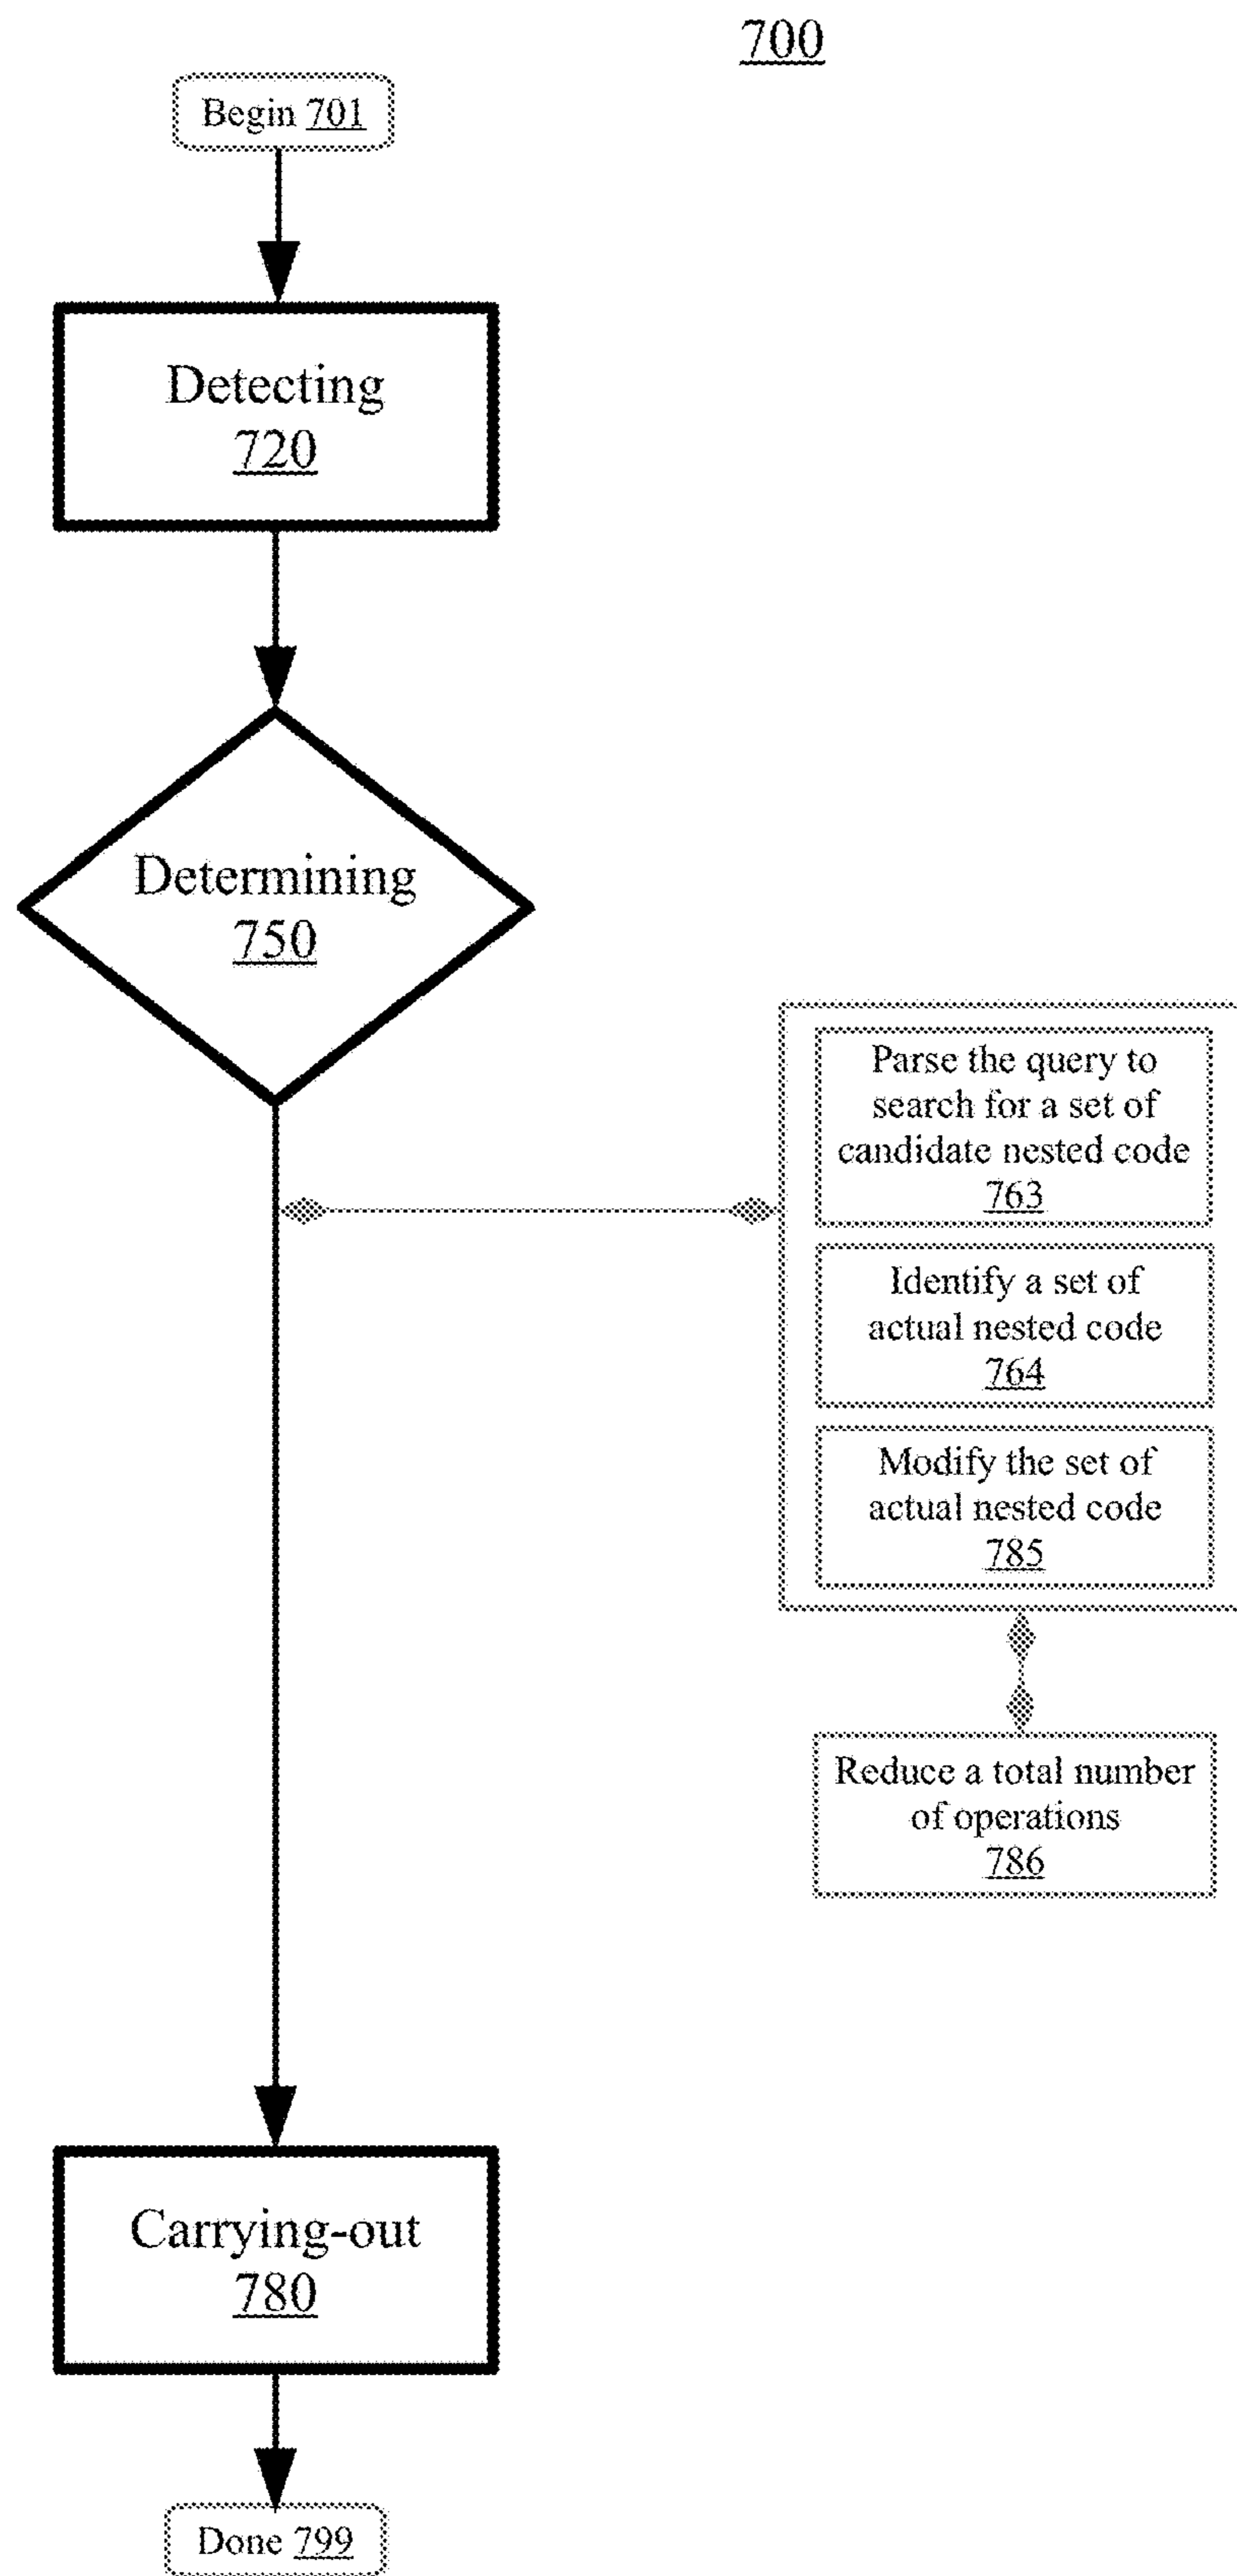 700
Begin 701
Detecting
720
Determining
750
Parse the query to
search for a set of
candidate nested code
763
Identify a set of
actual nested code
764
Modify the set of
actual nested code
785
Reduce a total number
of operations
786
Carrying-out
780
Done 799